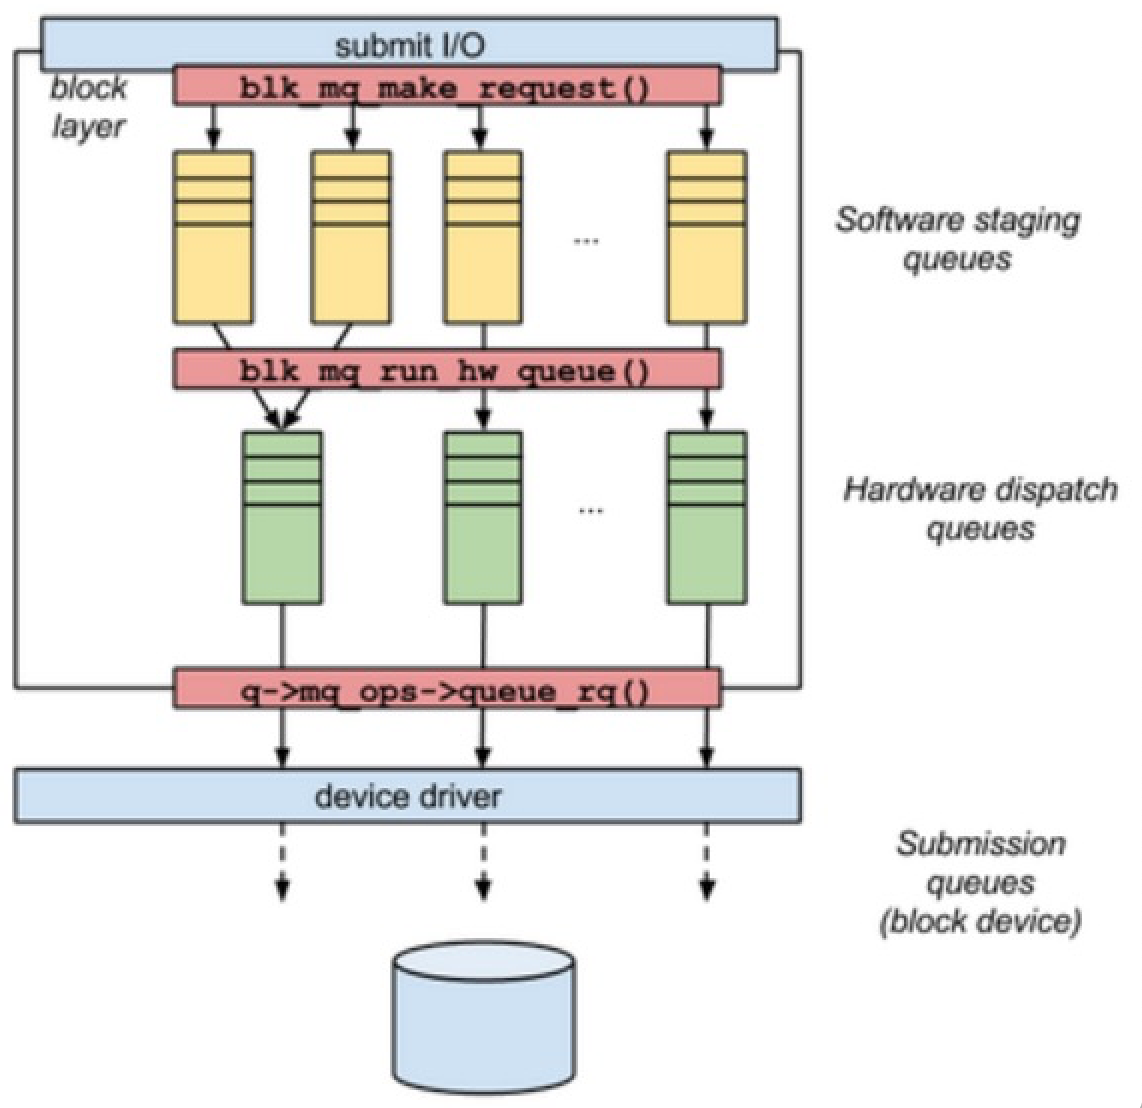 submit I/O
block
layer
blk_mq_make_request()
...
Software staging
queues
blk_mq_run_hw_queue()
...
Hardware dispatch
queues
q->mq_ops->queue_rq()
device driver
Submission
queues
(block device)